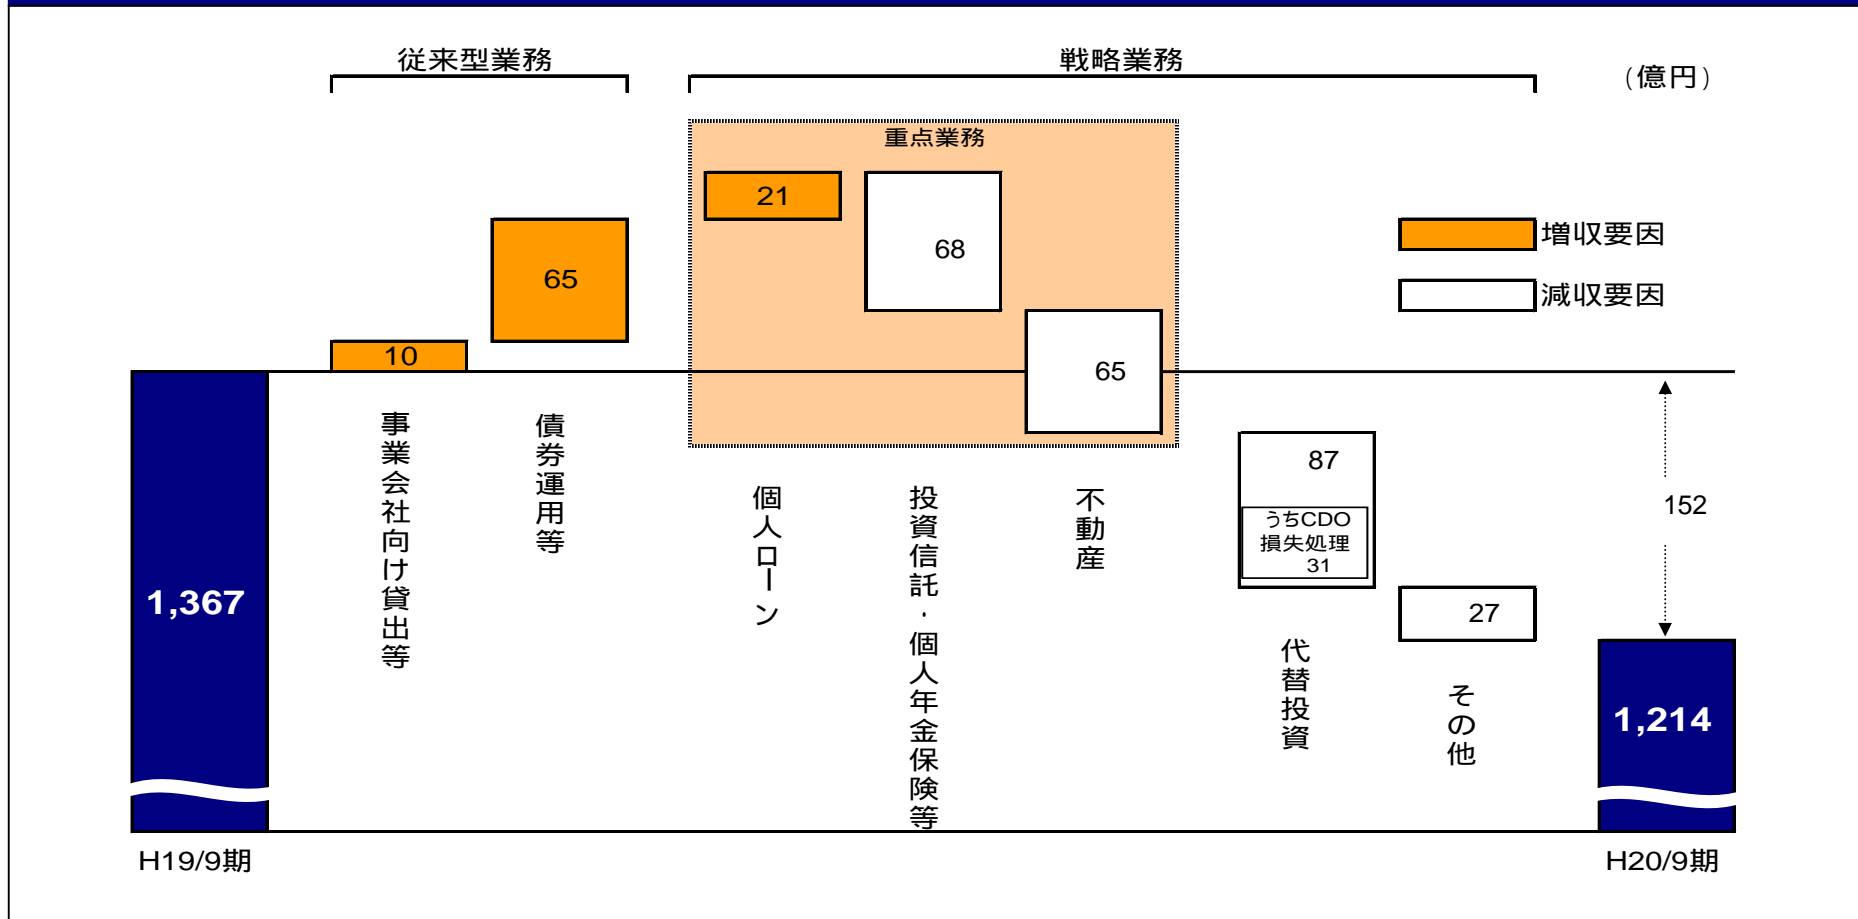 従来型業務
戦略業務
(億円)
重点業務
21
68
65
増収要因
65
減収要因
10
65
事業会社向け貸出等
債券運用等
87
個人ローン
投資信託・個人年金保険等
不動産
152
うちCDO
損失処理
31
1,367
27
代替投資
その他
1,214
H19/9期
H20/9期